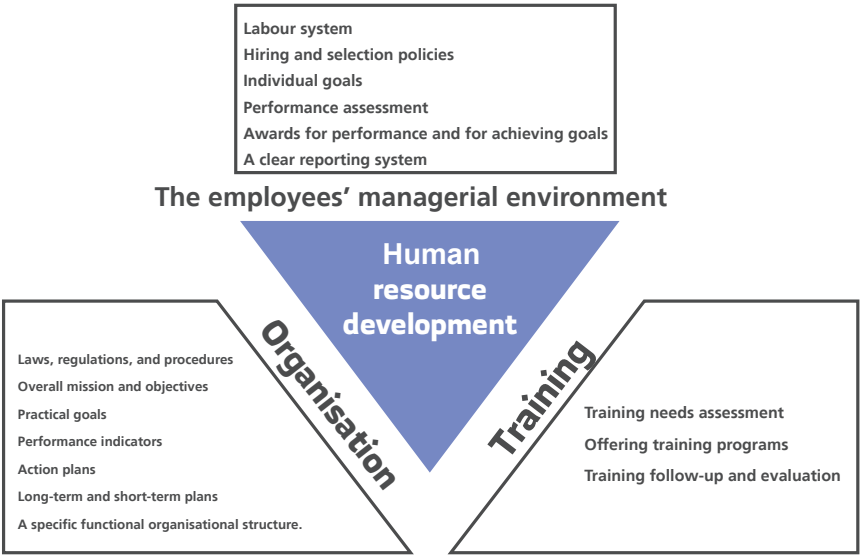 Labour system
Hiring and selection policies
Individual goals
Performance assessment
Awards for performance and for achieving goals
A clear reporting system
The employees’ managerial environment
Human
resource
development
Organisation
Training
Laws, regulations, and procedures
Overall mission and objectives
Practical goals
Performance indicators
Action plans
Long-term and short-term plans
A specific functional organisational structure.
Training needs assessment
Offering training programs
Training follow-up and evaluation